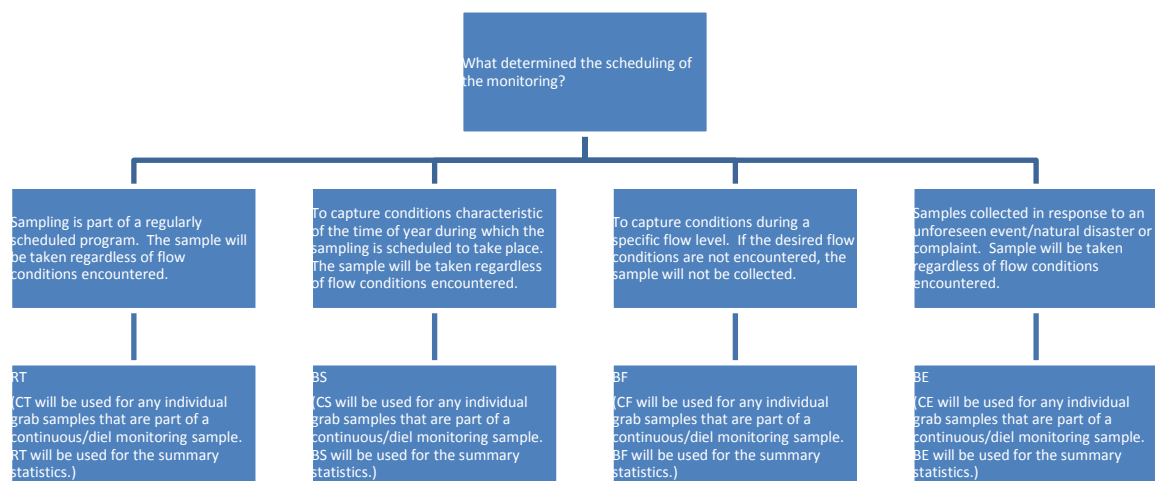 What determined the scheduling of
the monitoring?
Sampling is part of a regularly
scheduled program. The sample will
be taken regardless of flow
conditions encountered.
To capture conditions characteristic
of the time of year during which the
sampling is scheduled to take place.
The sample will be taken regardless
of flow conditions encountered.
To capture conditions during a
specific flow level. If the desired flow
conditions are not encountered, the
sample will not be collected.
Samples collected in response to an
unforeseen event/natural disaster or
complaint. Sample will be taken
regardless of flow conditions
encountered.
RT
(CT will be used for any individual
grab samples that are part of a
continuous/diel monitoring sample.
RT will be used for the summary
statistics.)
BS
(CS will be used for any individual
grab samples that are part of a
continuous/diel monitoring sample.
BS will be used for the summary
statistics.)
BF
(CF will be used for any individual
grab samples that are part of a
continuous/diel monitoring sample.
BF will be used for the summary
statistics.)
BE
(CE will be used for any individual
grab samples that are part of a
continuous/diel monitoring sample.
BE will be used for the summary
statistics.)